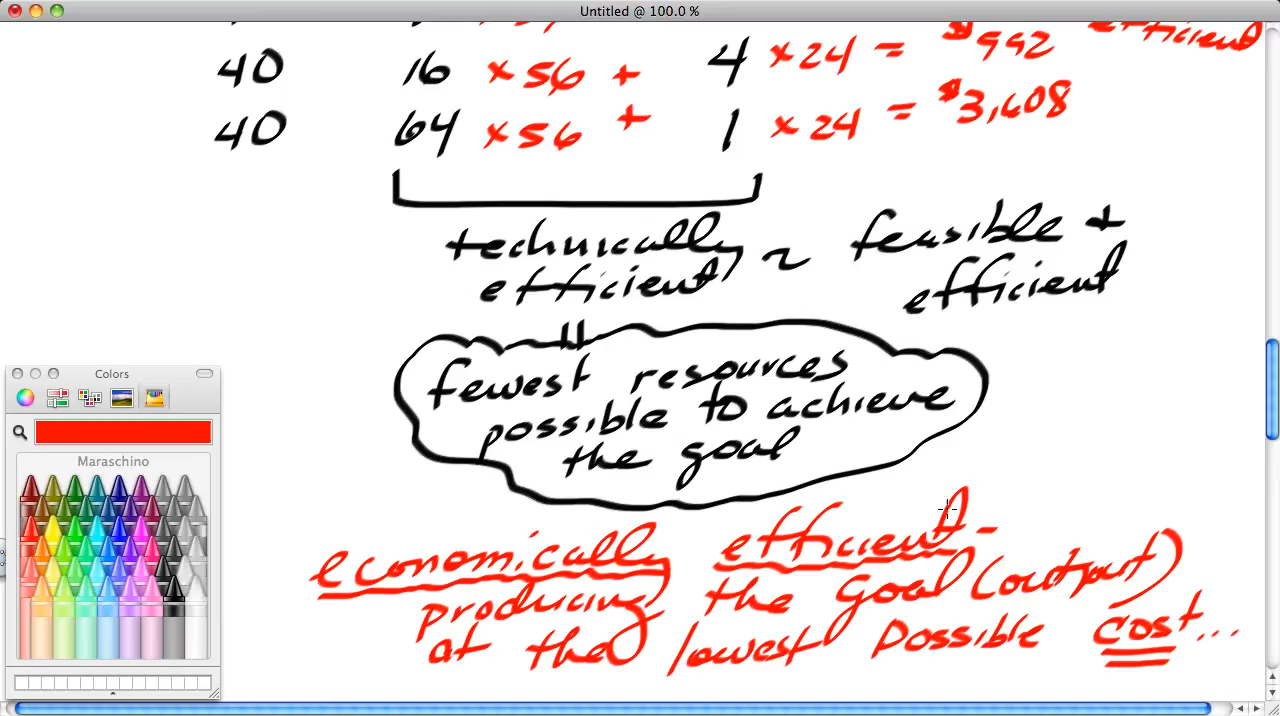 Untitled @ 100.0 %
40 16 × 56 + 4 × 24 = $992 efficient
40 64 × 56 + 1 × 24 = $3,608
technically ~ feasible +
efficient efficient
fewest resources
possible to achieve
the goal
Colors
Maraschino
economically efficient -
producing the goal (output)
at the lowest possible cost...